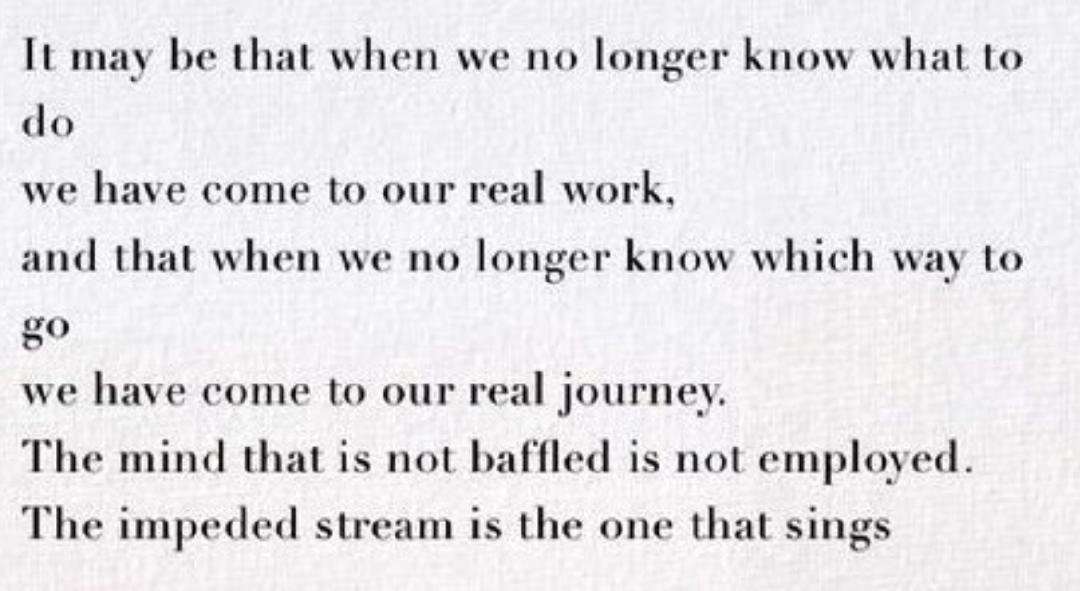 It may be that when we no longer know what to
do
we have come to our real work,
and that when we no longer know which way to
go
we have come to our real journey.
The mind that is not baffled is not employed.
The impeded stream is the one that sings